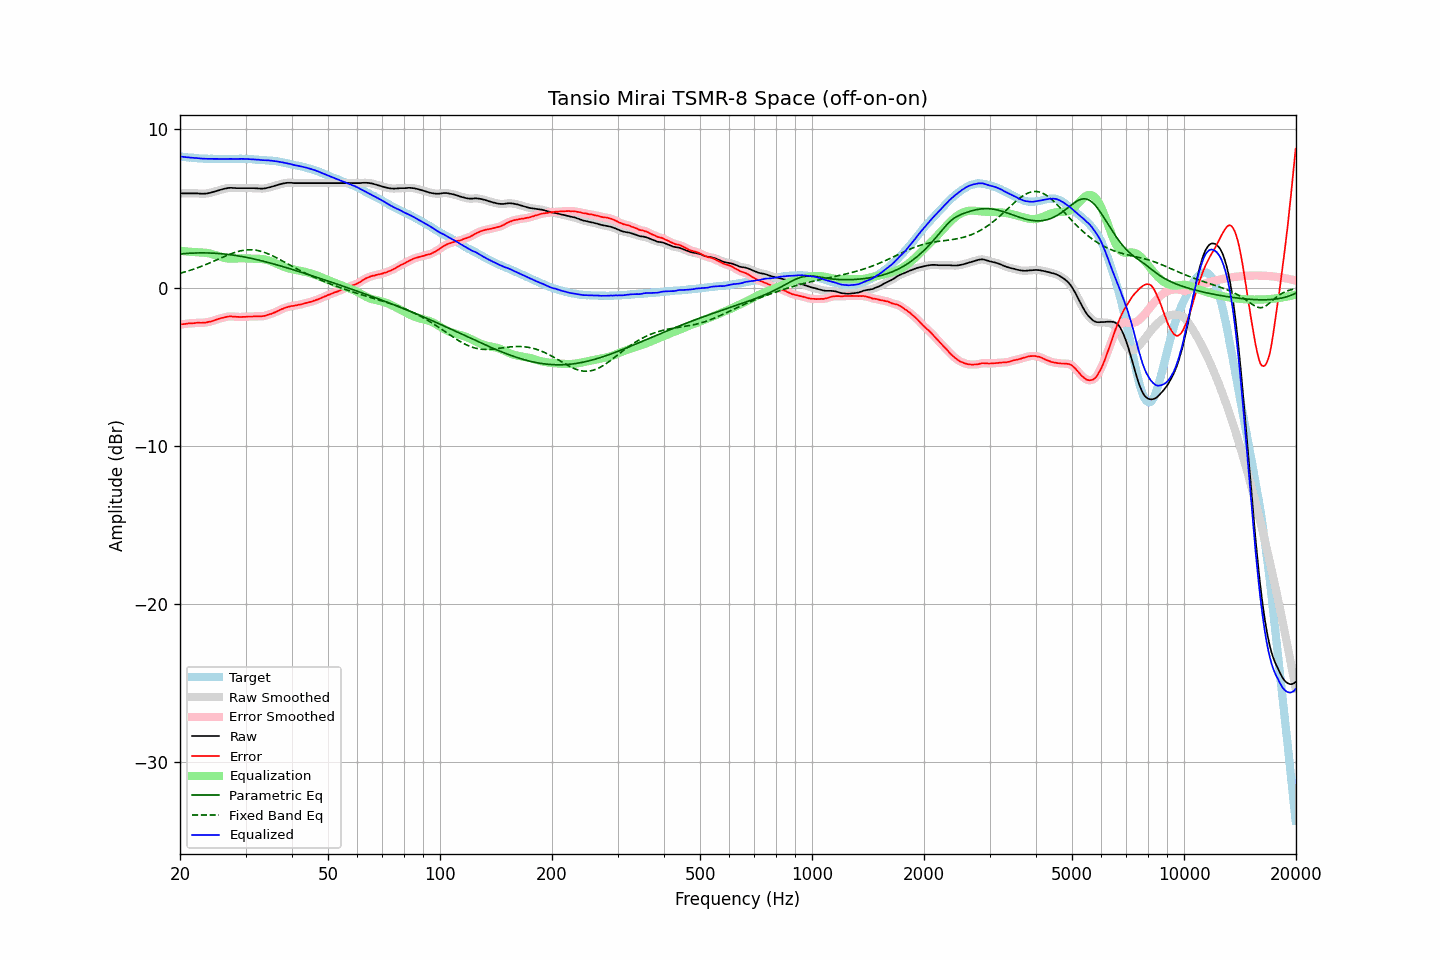 Tansio Mirai TSMR-8 Space (off-on-on)
10
0
−10
−20
−30
Amplitude (dBr)
Target
Raw Smoothed
Error Smoothed
Raw
Error
Equalization
Parametric Eq
Fixed Band Eq
Equalized
20 50 100 200 500 1000 2000 5000 10000 20000
Frequency (Hz)